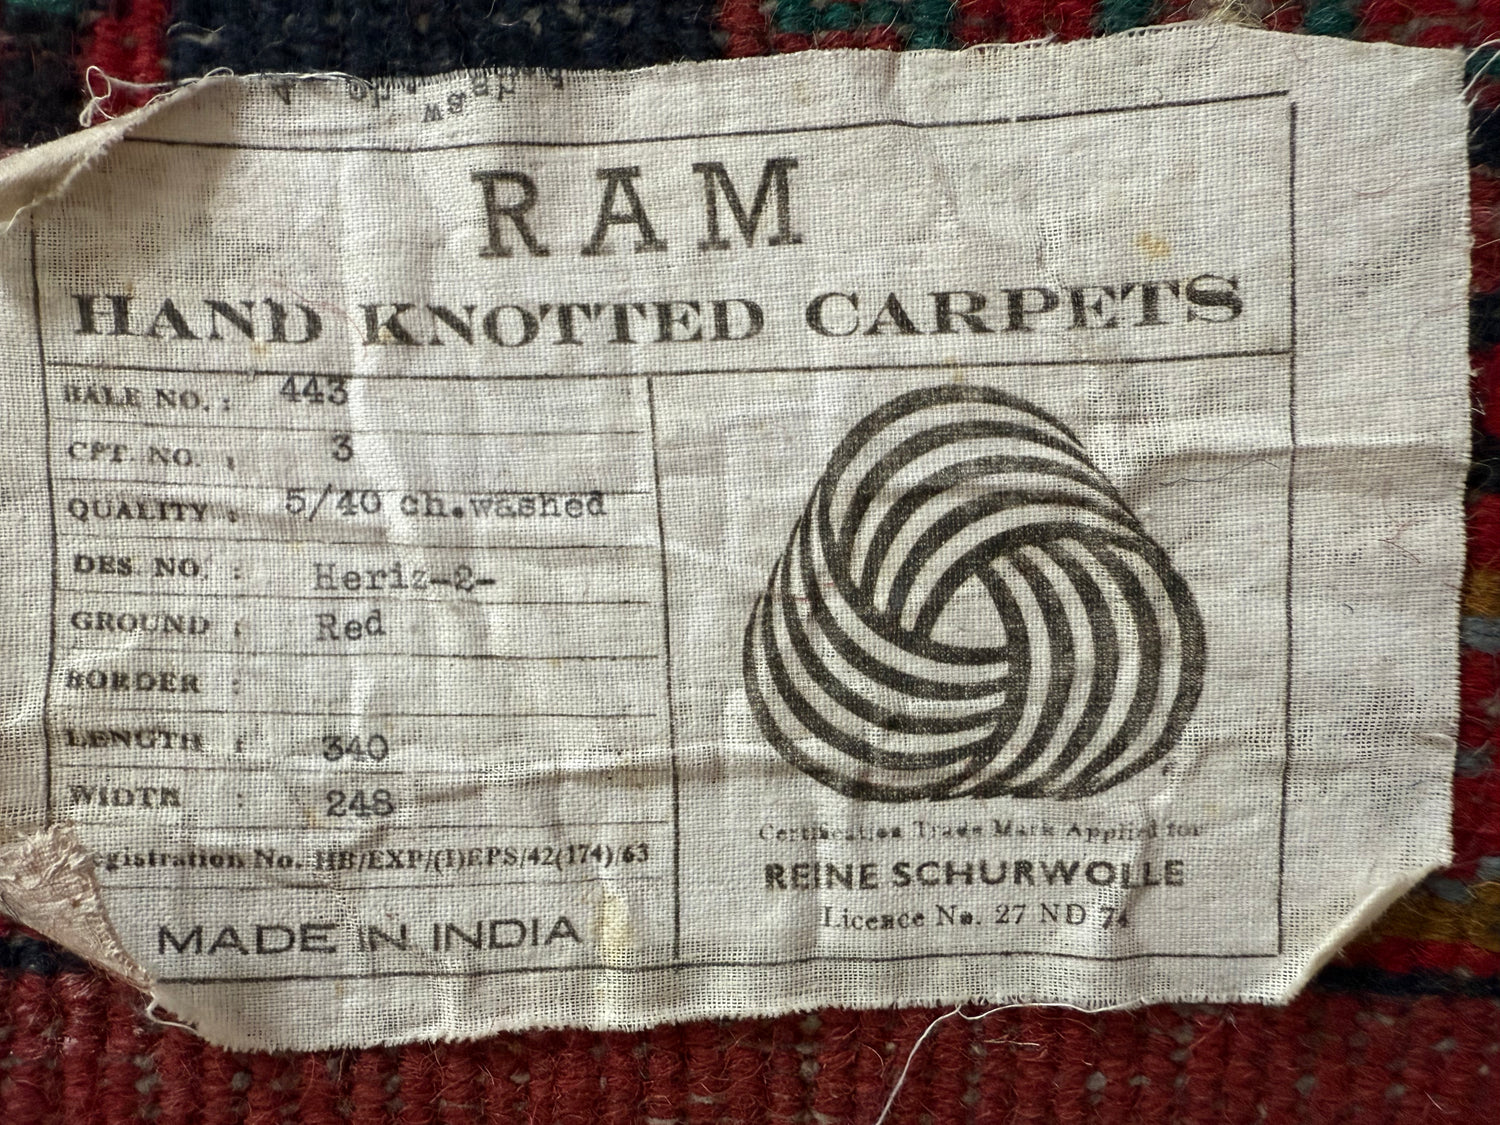 RAM
HAND KNOTTED CARPETS
BALE NO. : 443
CPT. NO. : 3
QUALITY : 5/40 ch.washed
DES. NO. : Heriz-2-
GROUND : Red
BORDER :
LENGTH : 340
WIDTH : 248
egistration No. HB/EXP/(I)EPS/42(174)/63
MADE IN INDIA
Certification Trade Mark Applied for
REINE SCHURWOLLE
Licence No. 27 ND 74